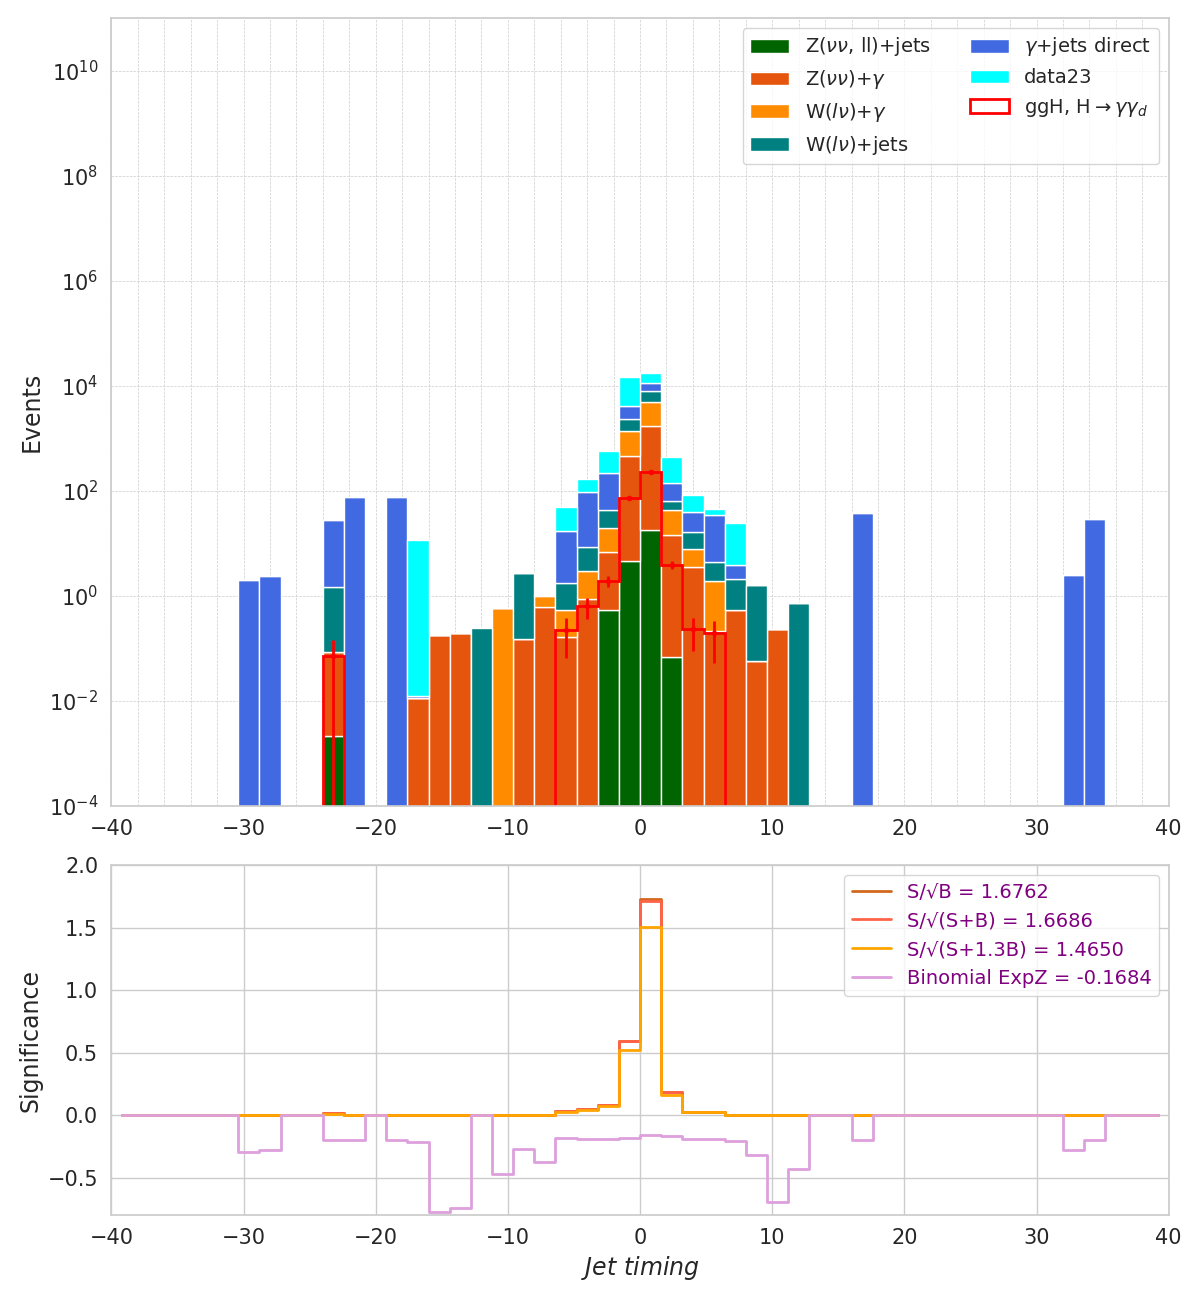 Z(νν, ll)+jets
Z(νν)+γ
W(lν)+γ
W(lν)+jets
γ+jets direct
data23
ggH, H→γγ_d
Events
10^10
10^8
10^6
10^4
10^2
10^0
10^−2
10^−4
−40 −30 −20 −10 0 10 20 30 40
Significance
2.0
1.5
1.0
0.5
0.0
−0.5
S/√B = 1.6762
S/√(S+B) = 1.6686
S/√(S+1.3B) = 1.4650
Binomial ExpZ = -0.1684
−40 −30 −20 −10 0 10 20 30 40
Jet timing